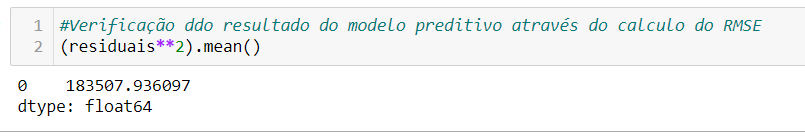 1 #Verificação ddo resultado do modelo preditivo através do calculo do RMSE
2 (residuais**2).mean()
0 183507.936097
dtype: float64